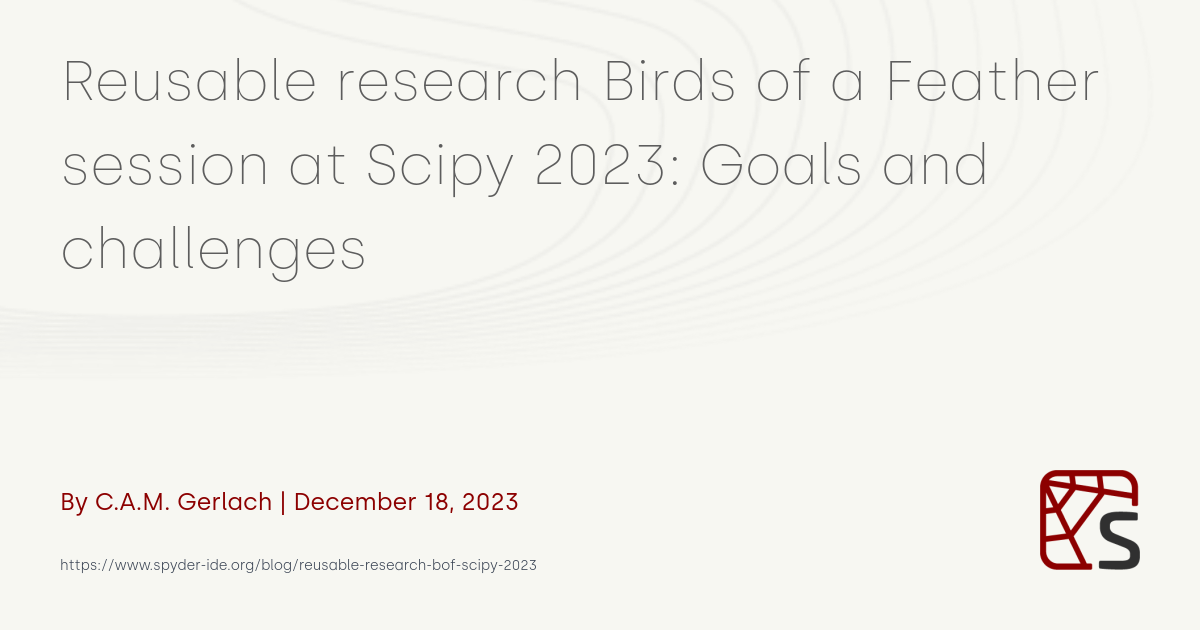 Reusable research Birds of a Feather
session at Scipy 2023: Goals and
challenges
By C.A.M. Gerlach | December 18, 2023
https://www.spyder-ide.org/blog/reusable-research-bof-scipy-2023
S